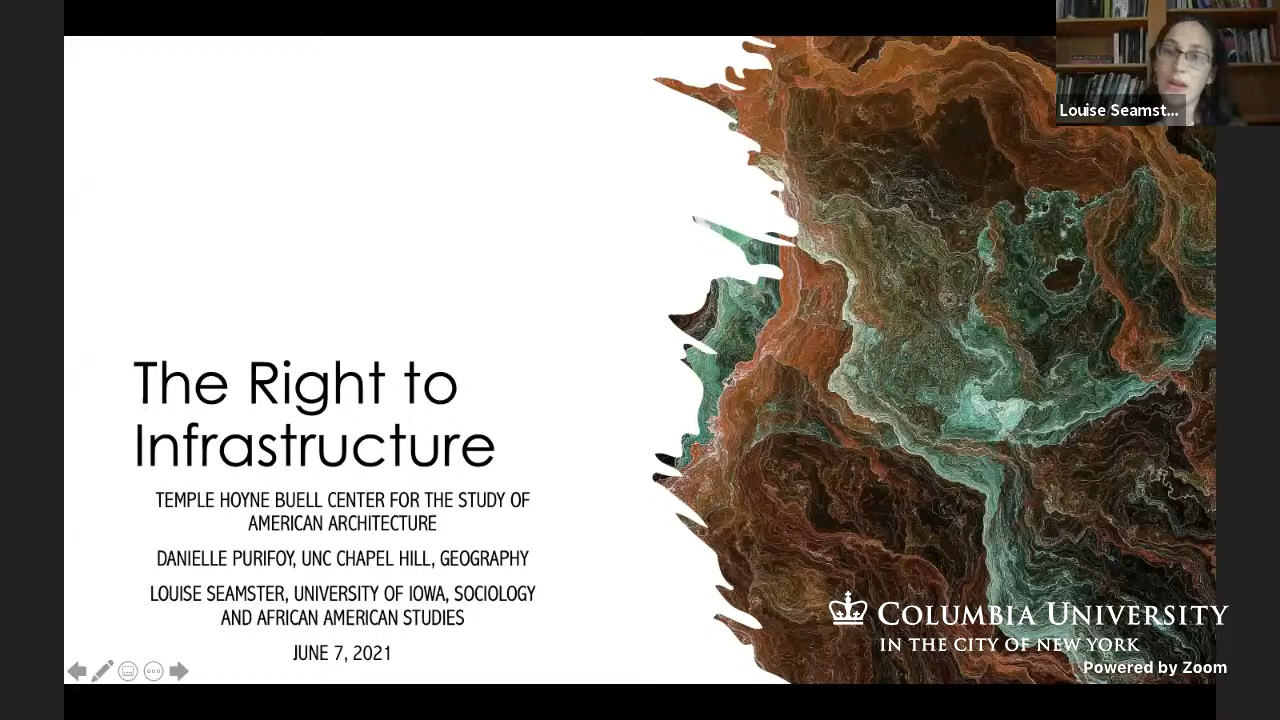 Louise Seamst...
The Right to
Infrastructure
TEMPLE HOYNE BUELL CENTER FOR THE STUDY OF
AMERICAN ARCHITECTURE
DANIELLE PURIFOY, UNC CHAPEL HILL, GEOGRAPHY
LOUISE SEAMSTER, UNIVERSITY OF IOWA, SOCIOLOGY
AND AFRICAN AMERICAN STUDIES
JUNE 7, 2021
COLUMBIA UNIVERSITY
IN THE CITY OF NEW YORK
Powered by Zoom